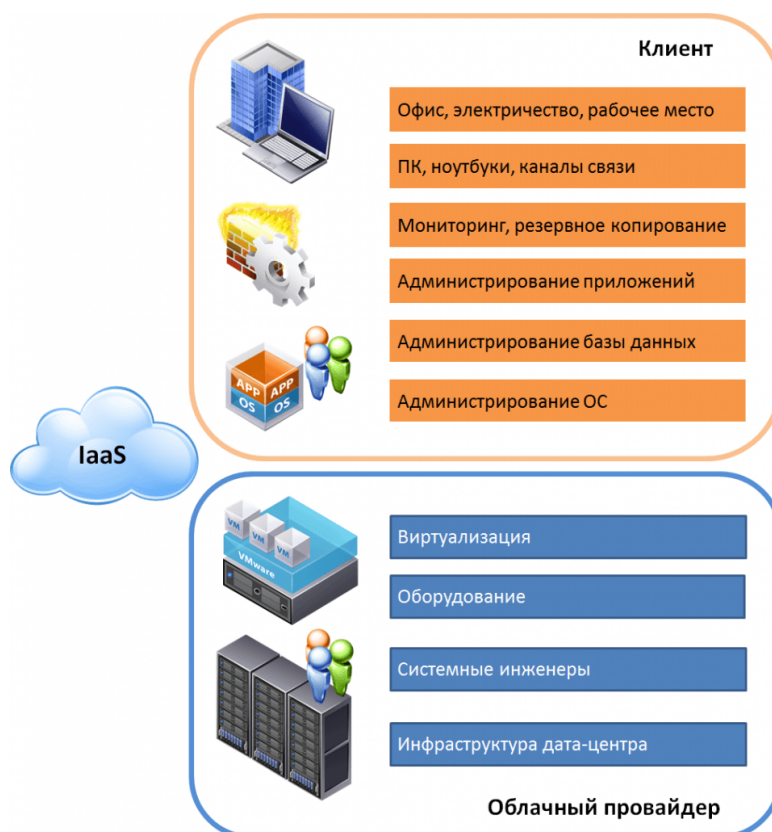 Клиент
Офис, электричество, рабочее место
ПК, ноутбуки, каналы связи
Мониторинг, резервное копирование
Администрирование приложений
Администрирование базы данных
APP APP
OS OS
Администрирование ОС
IaaS
VM VM VM
VMware
Виртуализация
Оборудование
Системные инженеры
Инфраструктура дата-центра
Облачный провайдер